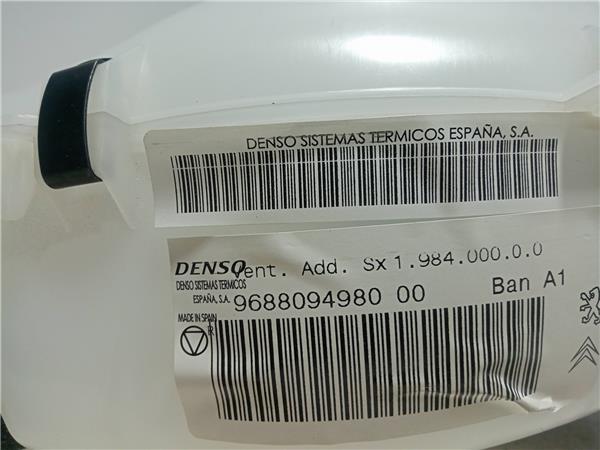 DENSO SISTEMAS TERMICOS ESPAÑA, S.A.
DENSO Vent. Add. Sx 1.984.000.0.0
DENSO SISTEMAS TERMICOS
ESPAÑA, S.A. 9688094980 00 Ban A1
MADE IN SPAIN